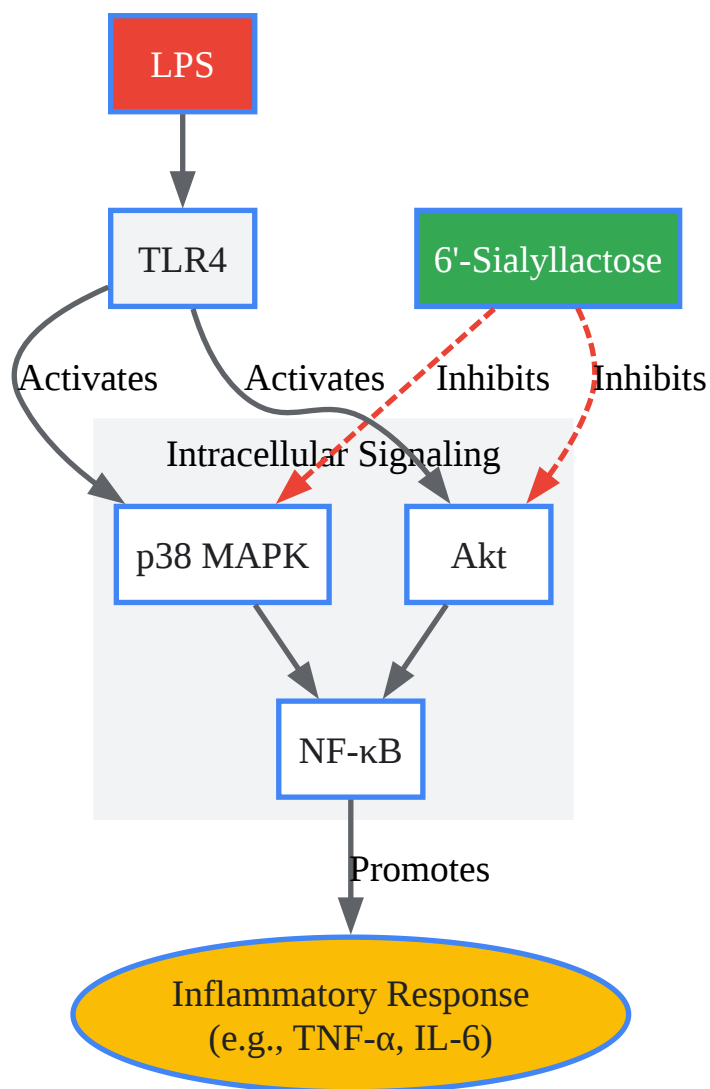 LPS
TLR4
6'-Sialyllactose
Activates
Activates
Inhibits
Inhibits
Intracellular Signaling
p38 MAPK
Akt
NF-κB
Promotes
Inflammatory Response
(e.g., TNF-α, IL-6)